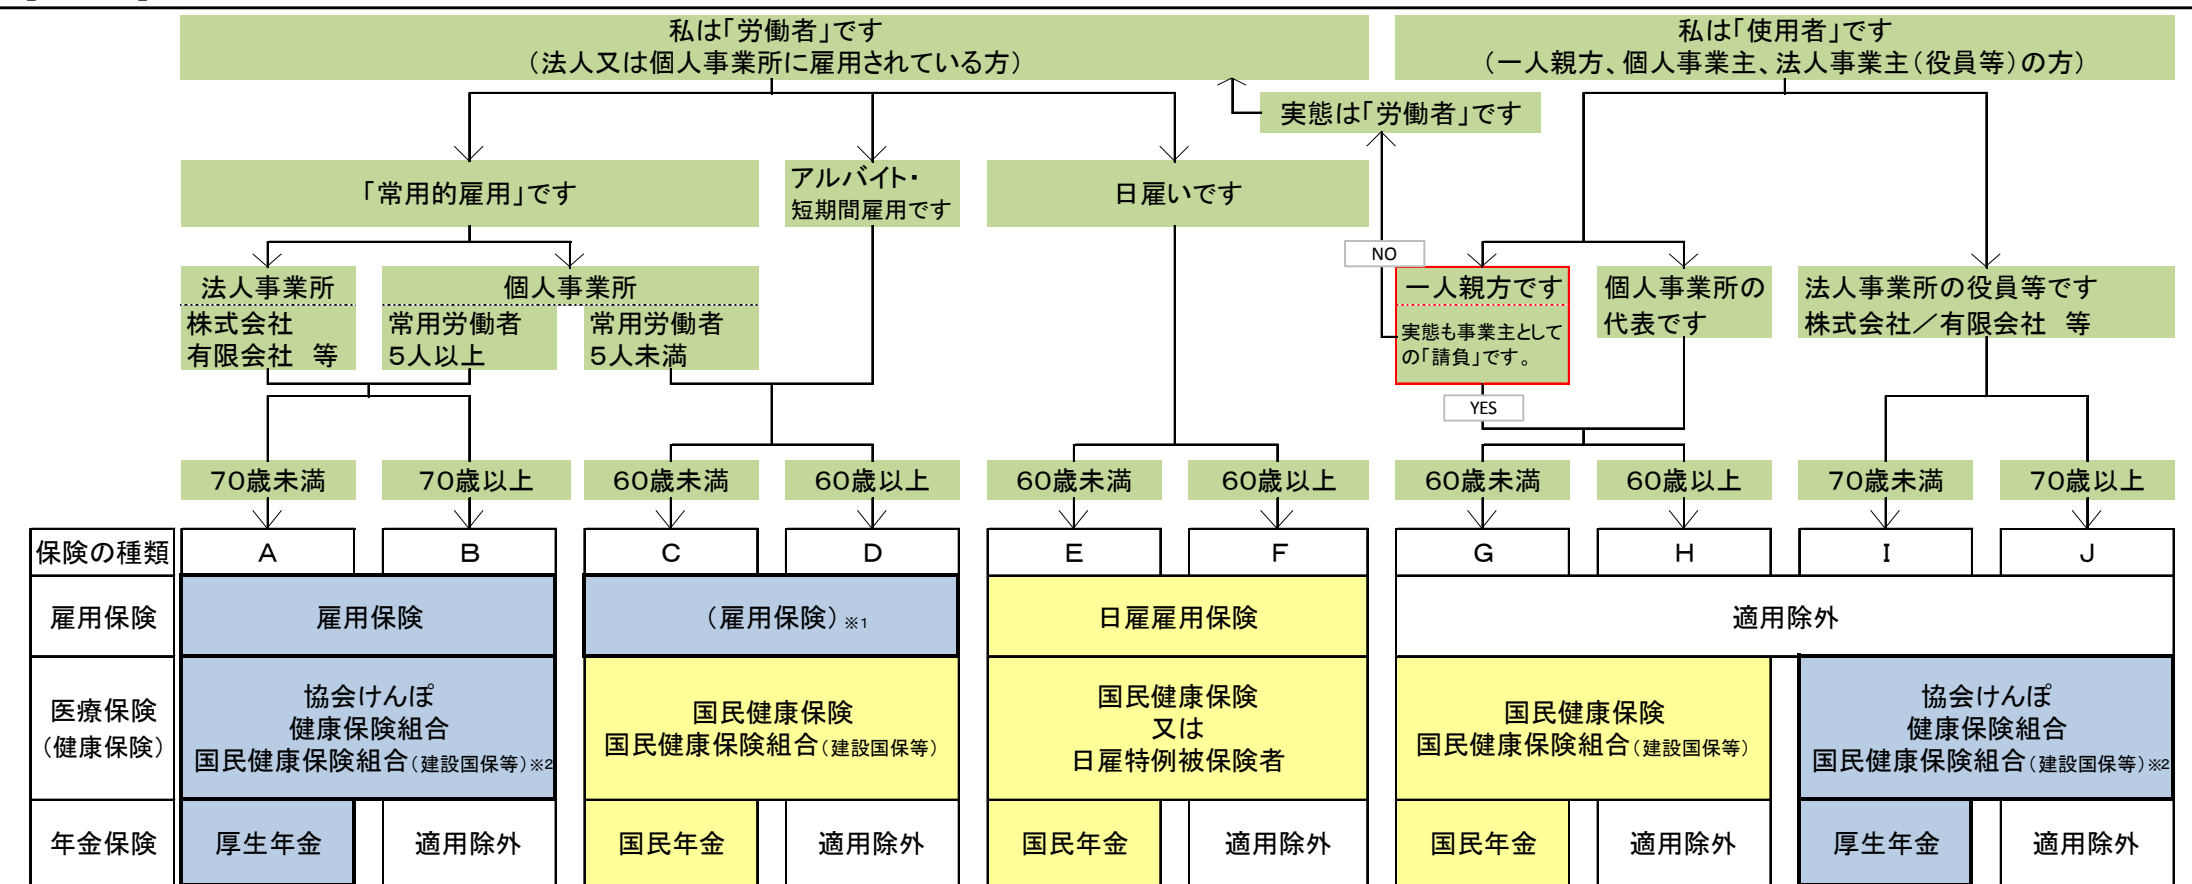 私は「労働者」です
（法人又は個人事業所に雇用されている方）
私は「使用者」です
（一人親方、個人事業主、法人事業主（役員等）の方）
実態は「労働者」です
「常用的雇用」です
アルバイト・
短期間雇用です
日雇いです
NO
法人事業所
株式会社
有限会社　等
個人事業所
常用労働者
５人以上
常用労働者
５人未満
一人親方です
実態も事業主として
の「請負」です。
個人事業所の
代表です
法人事業所の役員等です
株式会社／有限会社　等
YES
７０歳未満
７０歳以上
６０歳未満
６０歳以上
６０歳未満
６０歳以上
６０歳未満
６０歳以上
７０歳未満
７０歳以上
保険の種類
Ａ
Ｂ
Ｃ
Ｄ
Ｅ
Ｆ
Ｇ
Ｈ
Ｉ
Ｊ
雇用保険
雇用保険
（雇用保険）※1
日雇雇用保険
適用除外
医療保険
（健康保険）
協会けんぽ
健康保険組合
国民健康保険組合（建設国保等）※2
国民健康保険
国民健康保険組合（建設国保等）
国民健康保険
又は
日雇特例被保険者
国民健康保険
国民健康保険組合（建設国保等）
協会けんぽ
健康保険組合
国民健康保険組合（建設国保等）※2
年金保険
厚生年金
適用除外
国民年金
適用除外
国民年金
適用除外
国民年金
適用除外
厚生年金
適用除外